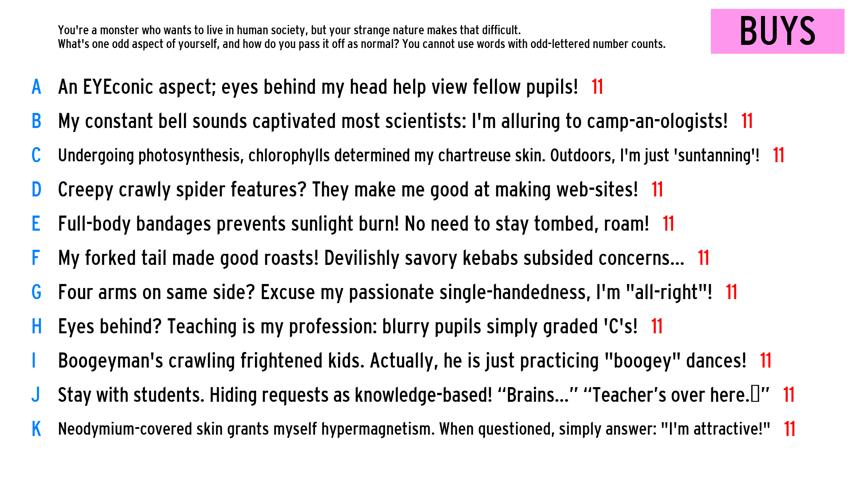 You're a monster who wants to live in human society, but your strange nature makes that difficult.
What's one odd aspect of yourself, and how do you pass it off as normal? You cannot use words with odd-lettered number counts.
BUYS
A An EYEconic aspect; eyes behind my head help view fellow pupils! 11
B My constant bell sounds captivated most scientists: I'm alluring to camp-an-ologists! 11
C Undergoing photosynthesis, chlorophylls determined my chartreuse skin. Outdoors, I'm just 'suntanning'! 11
D Creepy crawly spider features? They make me good at making web-sites! 11
E Full-body bandages prevents sunlight burn! No need to stay tombed, roam! 11
F My forked tail made good roasts! Devilishly savory kebabs subsided concerns... 11
G Four arms on same side? Excuse my passionate single-handedness, I'm "all-right"! 11
H Eyes behind? Teaching is my profession: blurry pupils simply graded 'C's! 11
I Boogeyman's crawling frightened kids. Actually, he is just practicing "boogey" dances! 11
J Stay with students. Hiding requests as knowledge-based! “Brains...” “Teacher’s over here.” 11
K Neodymium-covered skin grants myself hypermagnetism. When questioned, simply answer: "I'm attractive!" 11